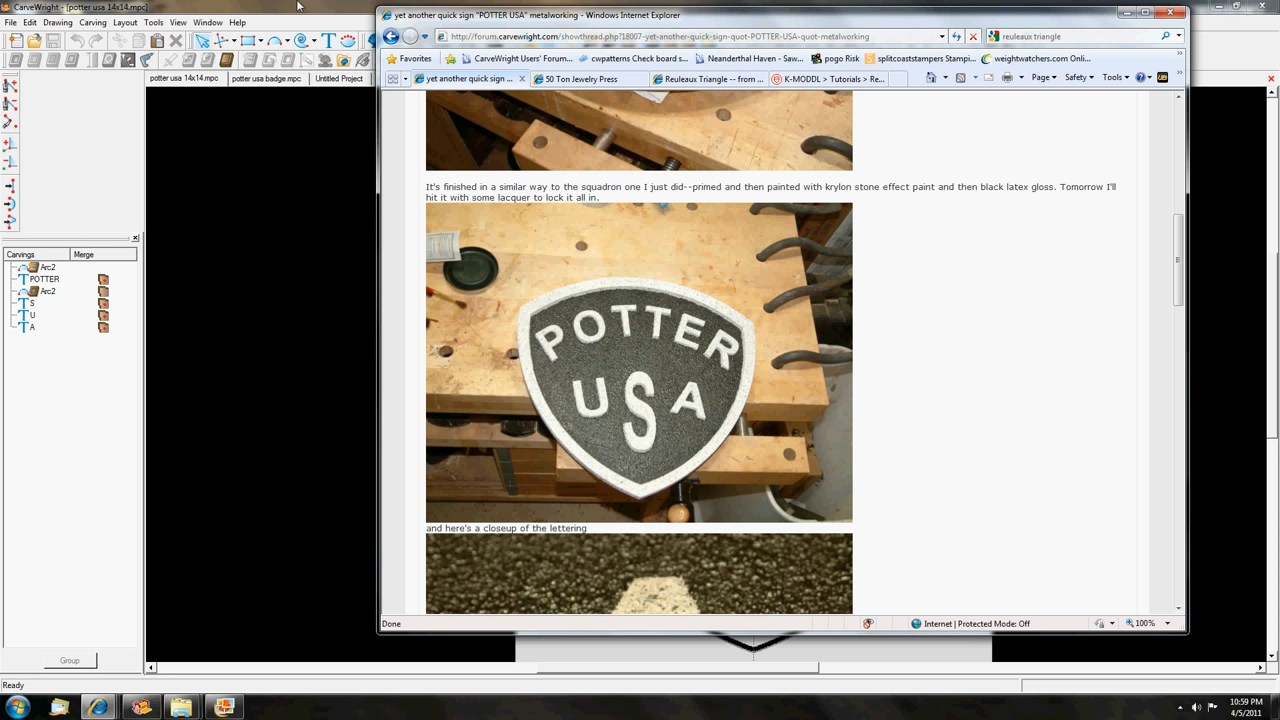 CarveWright - [potter usa 14x14.mpc]
File Edit Drawing Carving Layout Tools View Window Help
potter usa 14x14.mpc potter usa badge.mpc Untitled Project
Carvings Merge
Arc2
POTTER
Arc2
S
U
A
Group
Ready
yet another quick sign "POTTER USA" metalworking - Windows Internet Explorer
http://forum.carvewright.com/showthread.php?18007-yet-another-quick-sign-quot-POTTER-USA-quot-metalworking
reuleaux triangle
Favorites CarveWright Users' Forum... cwpatterns Check board s... Neanderthal Haven - Saw... pogo Risk splitcoaststampers Stampi... weightwatchers.com Onli...
yet another quick sign ... 50 Ton Jewelry Press Reuleaux Triangle -- from ... K-MODDL > Tutorials > Re...
Page Safety Tools
It's finished in a similar way to the squadron one I just did--primed and then painted with krylon stone effect paint and then black latex gloss. Tomorrow I'll
hit it with some lacquer to lock it all in.
POTTER
USA
and here's a closeup of the lettering
Done Internet | Protected Mode: Off 100%
10:59 PM
4/5/2011